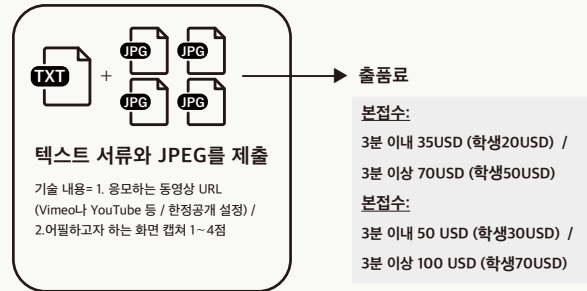 TXT
+
JPG
JPG
JPG
JPG
텍스트 서류와 JPEG를 제출
기술 내용= 1. 응모하는 동영상 URL
(Vimeo나 YouTube 등 / 한정공개 설정) /
2.어필하고자 하는 화면 캡쳐 1~4점
출품료
본접수:
3분 이내 35USD (학생20USD) /
3분 이상 70USD (학생50USD)
본접수:
3분 이내 50 USD (학생30USD) /
3분 이상 100 USD (학생70USD)